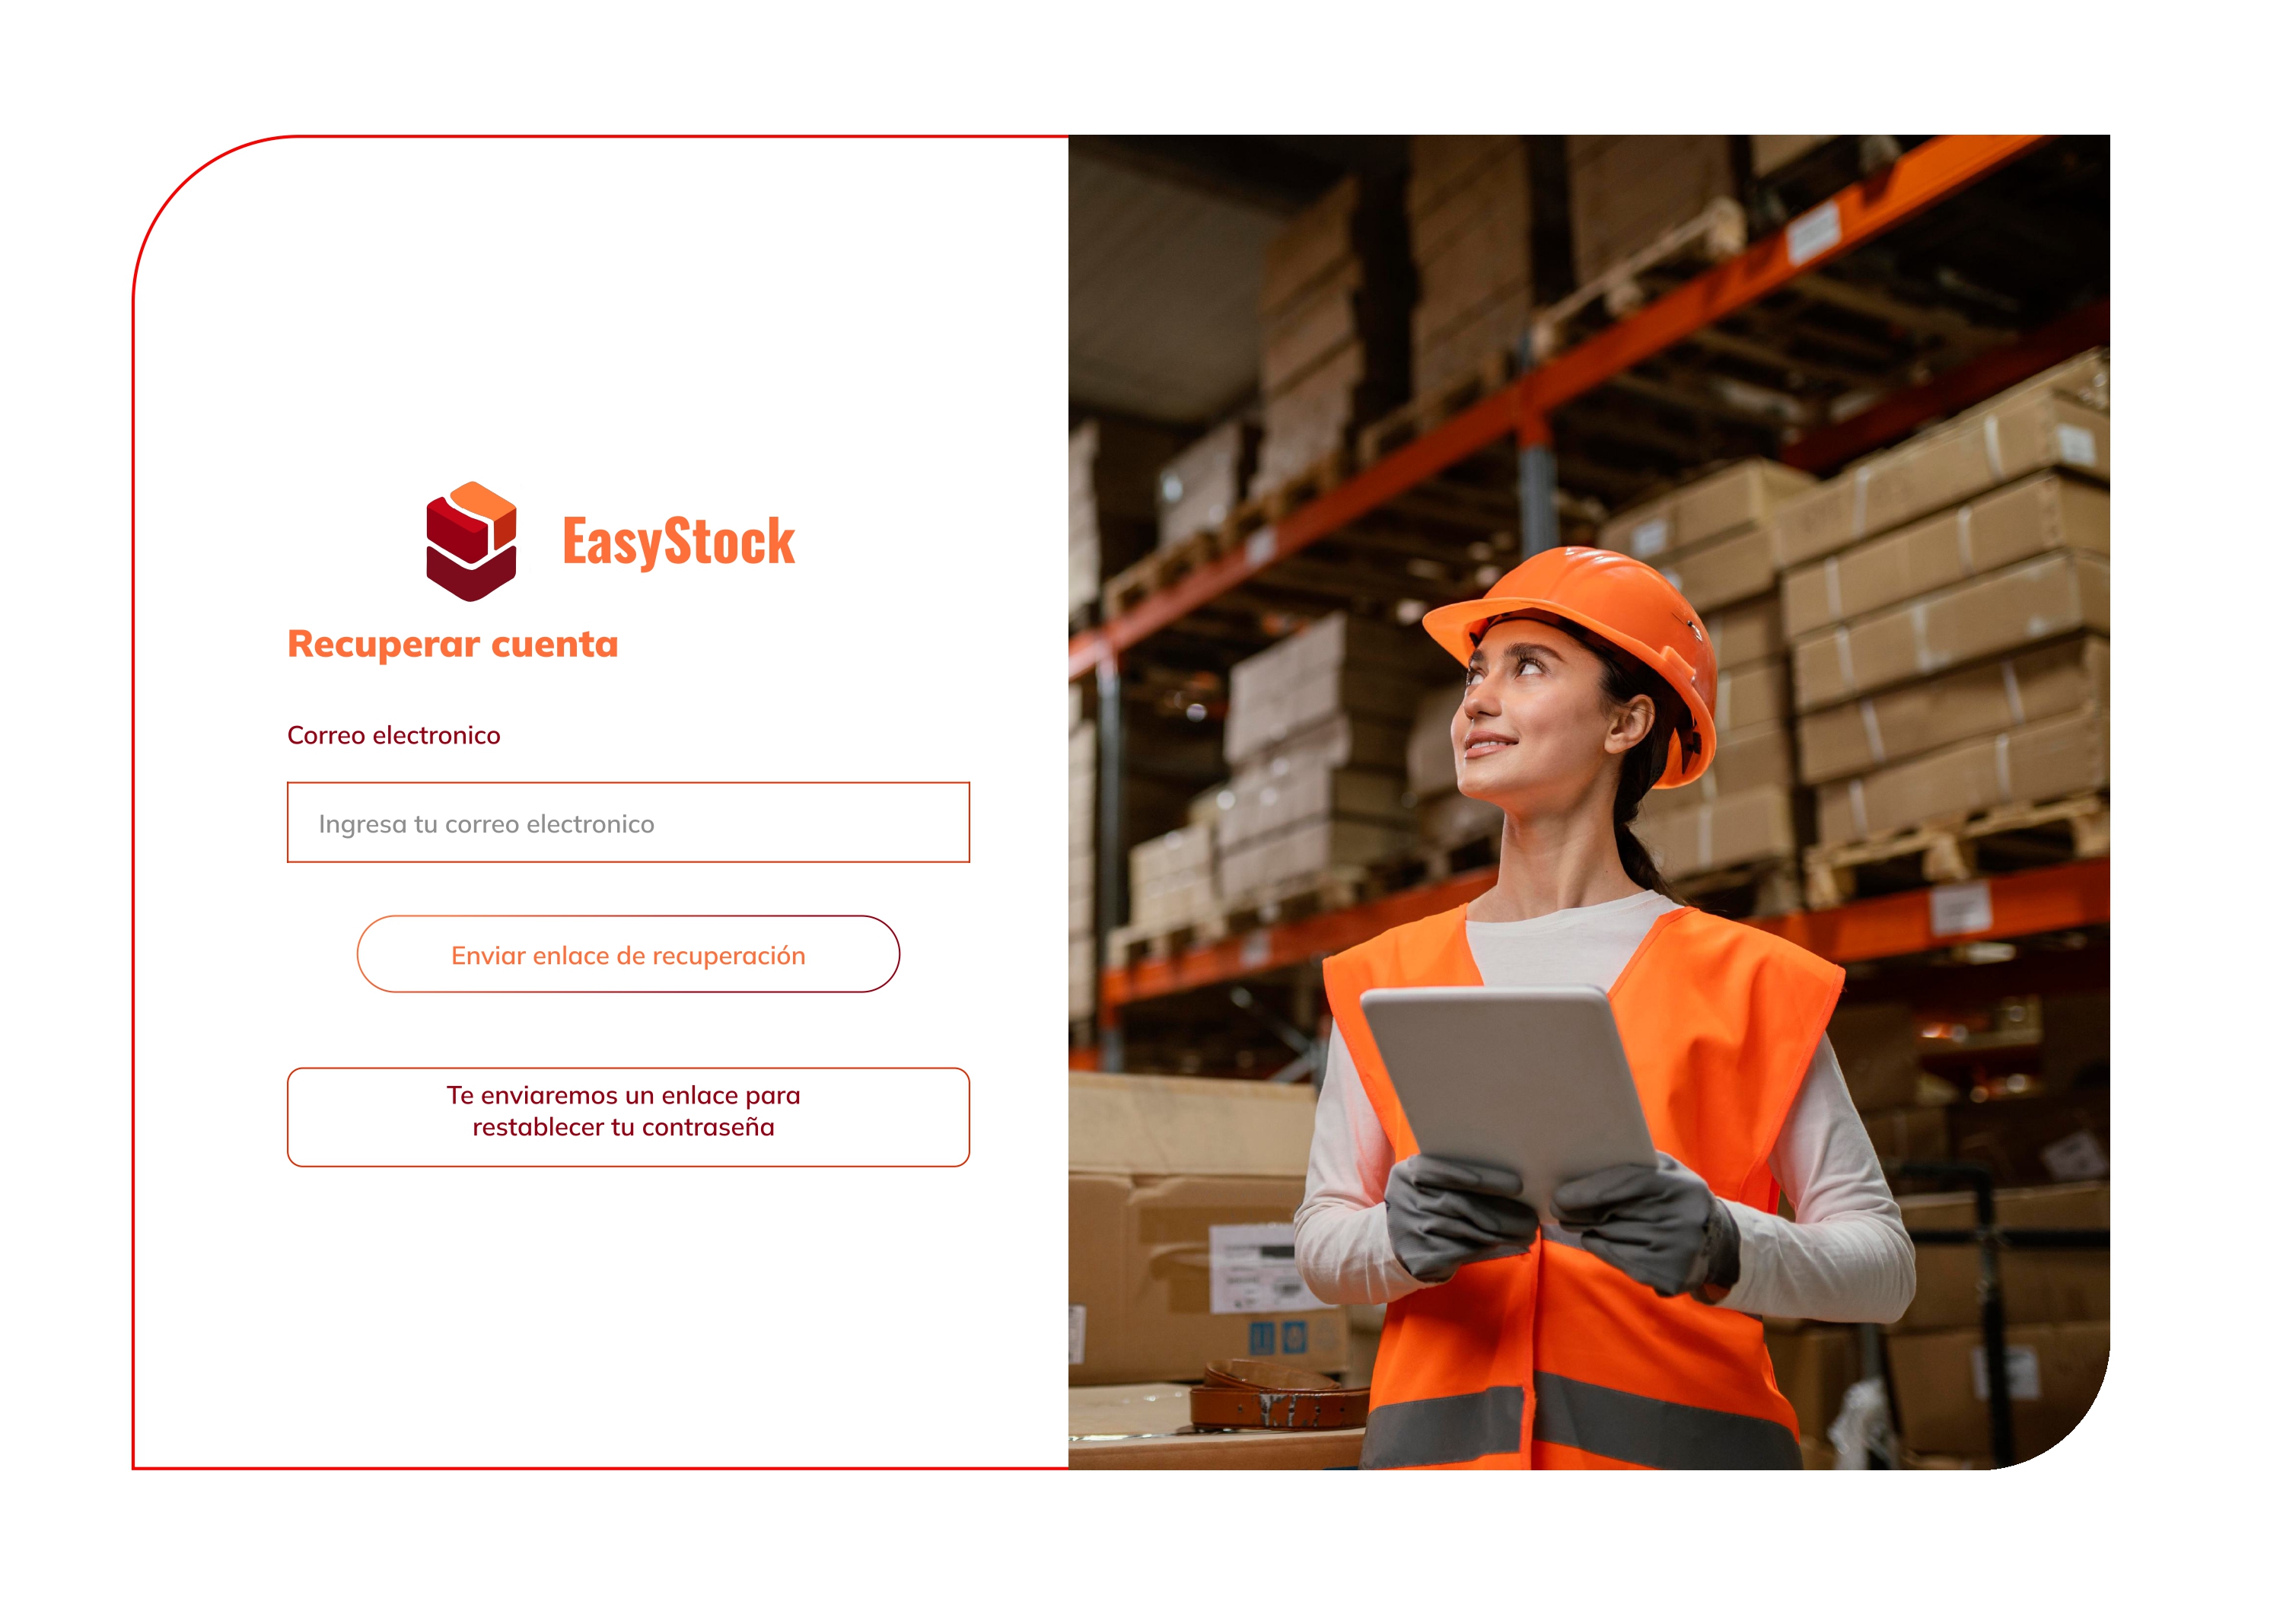 EasyStock
Recuperar cuenta
Correo electronico
Ingresa tu correo electronico
Enviar enlace de recuperación
Te enviaremos un enlace para
restablecer tu contraseña